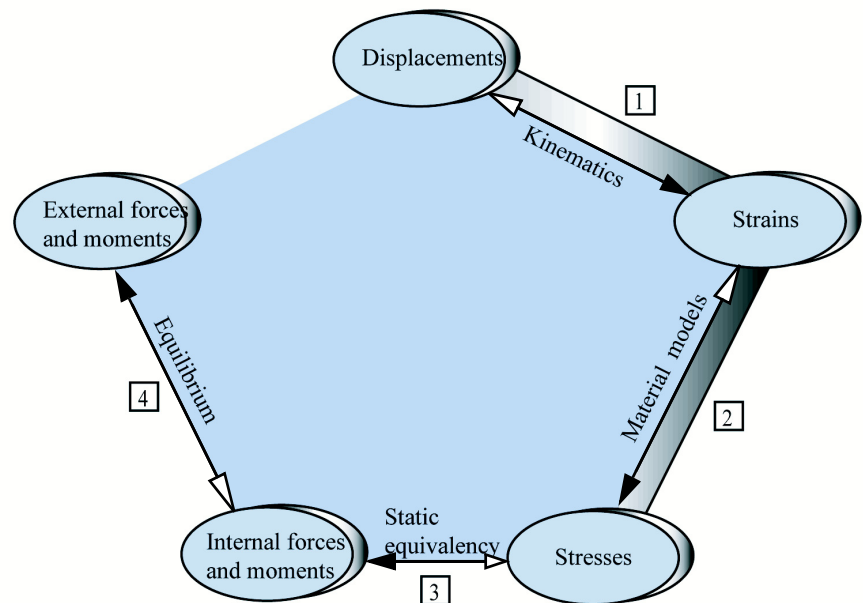 Displacements
1
Kinematics
External forces
and moments
Strains
Equilibrium
Material models
4
2
Static
equivalency
Internal forces
and moments
Stresses
3